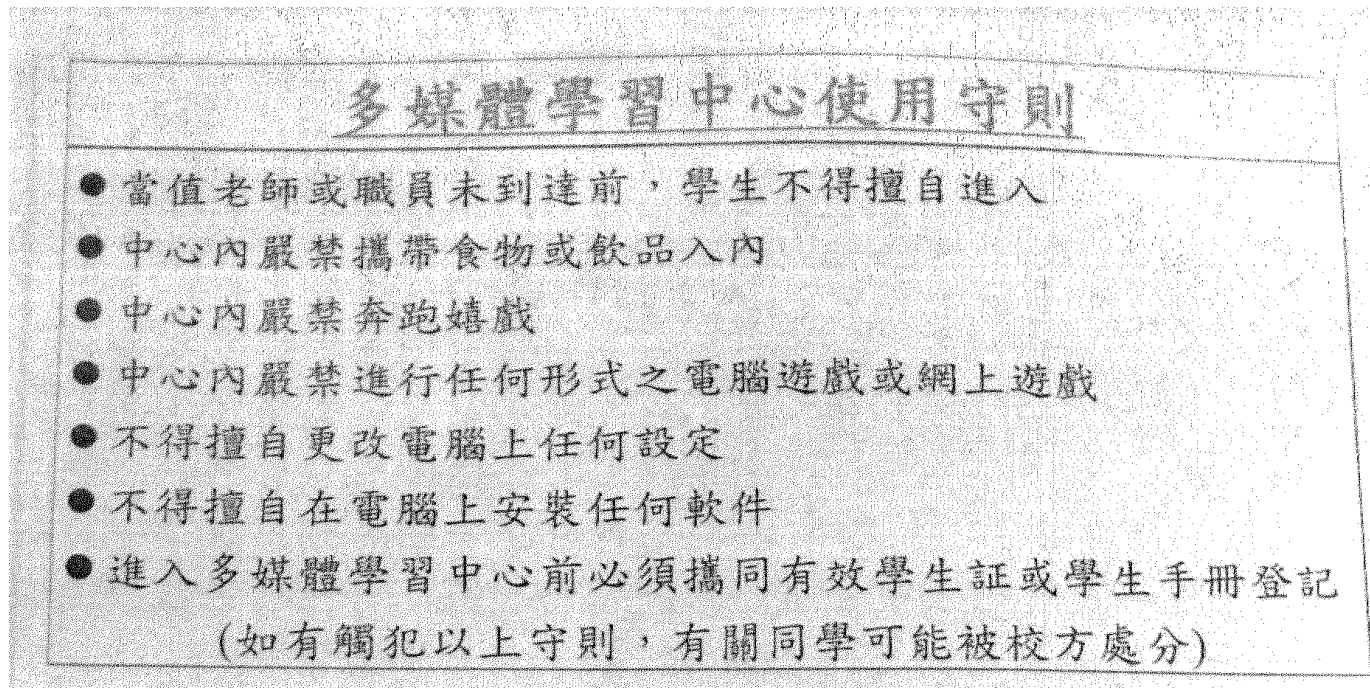 多媒體學習中心使用守則
●當值老師或職員未到達前，學生不得擅自進入
●中心內嚴禁攜帶食物或飲品入內
●中心內嚴禁奔跑嬉戲
●中心內嚴禁進行任何形式之電腦遊戲或網上遊戲
●不得擅自更改電腦上任何設定
●不得擅自在電腦上安裝任何軟件
●進入多媒體學習中心前必須攜同有效學生証或學生手冊登記
(如有觸犯以上守則，有關同學可能被校方處分)